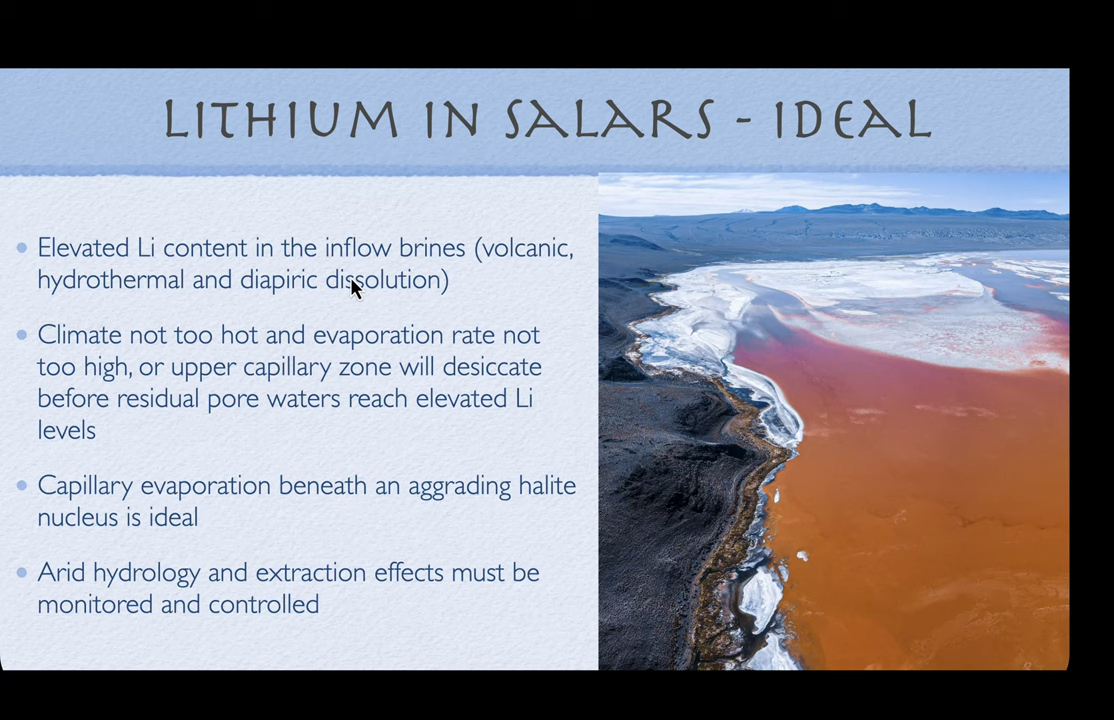 LITHIUM IN SALARS - IDEAL
Elevated Li content in the inflow brines (volcanic,
hydrothermal and diapiric dissolution)
Climate not too hot and evaporation rate not
too high, or upper capillary zone will desiccate
before residual pore waters reach elevated Li
levels
Capillary evaporation beneath an aggrading halite
nucleus is ideal
Arid hydrology and extraction effects must be
monitored and controlled